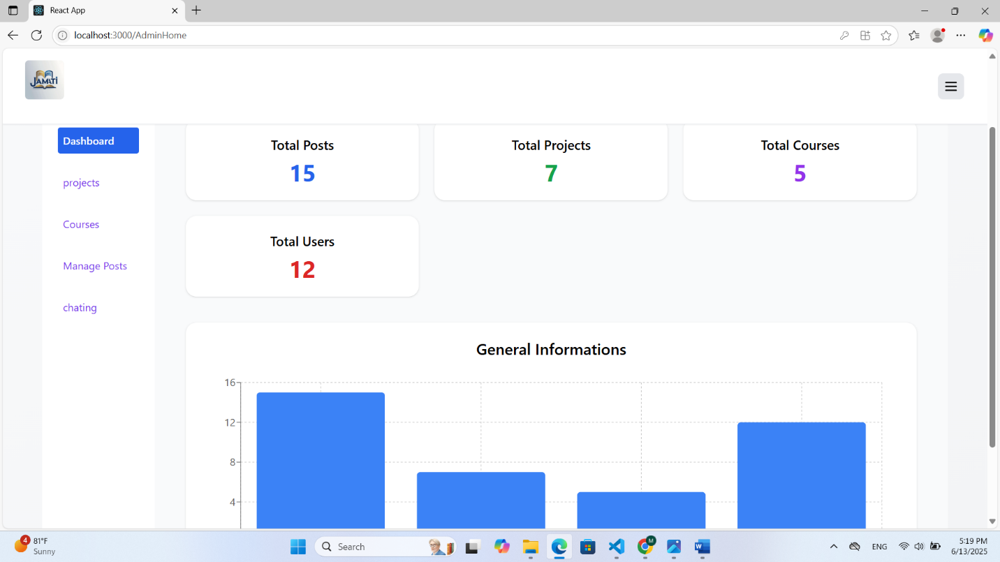 React App
localhost:3000/AdminHome
JAMATI
Dashboard
projects
Courses
Manage Posts
chating
Total Posts
15
Total Projects
7
Total Courses
5
Total Users
12
General Informations
16
12
8
4
4
81°F
Sunny
Search
M
ENG
5:19 PM
6/13/2025